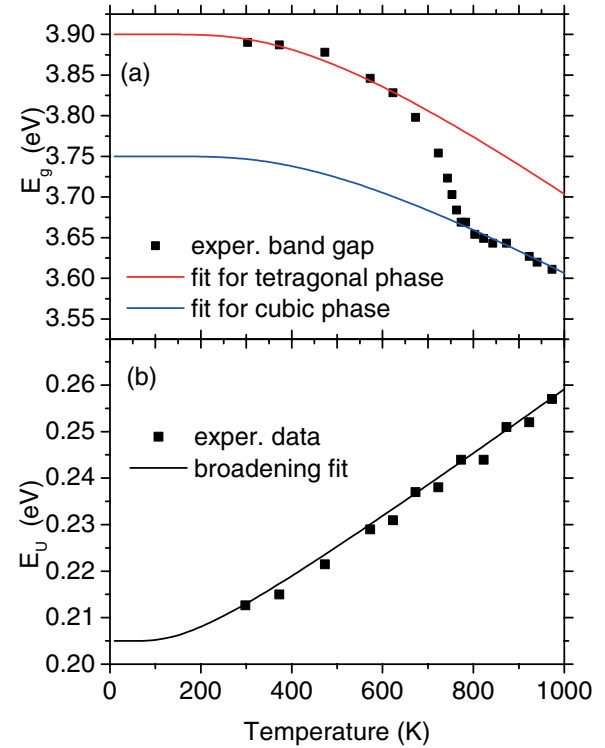 3.90
(a)
3.85
3.80
3.75
E_g (eV)
3.70
3.65
exper. band gap
3.60
fit for tetragonal phase
3.55
fit for cubic phase
(b)
0.26
exper. data
0.25
broadening fit
0.24
E_U (eV)
0.23
0.22
0.21
0.20
0 200 400 600 800 1000
Temperature (K)